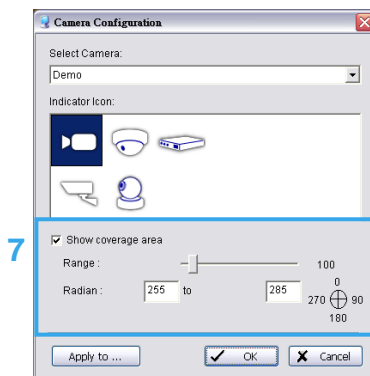 Camera Configuration
Select Camera:
Demo
Indicator Icon:
7
Show coverage area
Range :
100
Radian :
255
to
285
0
270
90
180
Apply to ...
OK
Cancel